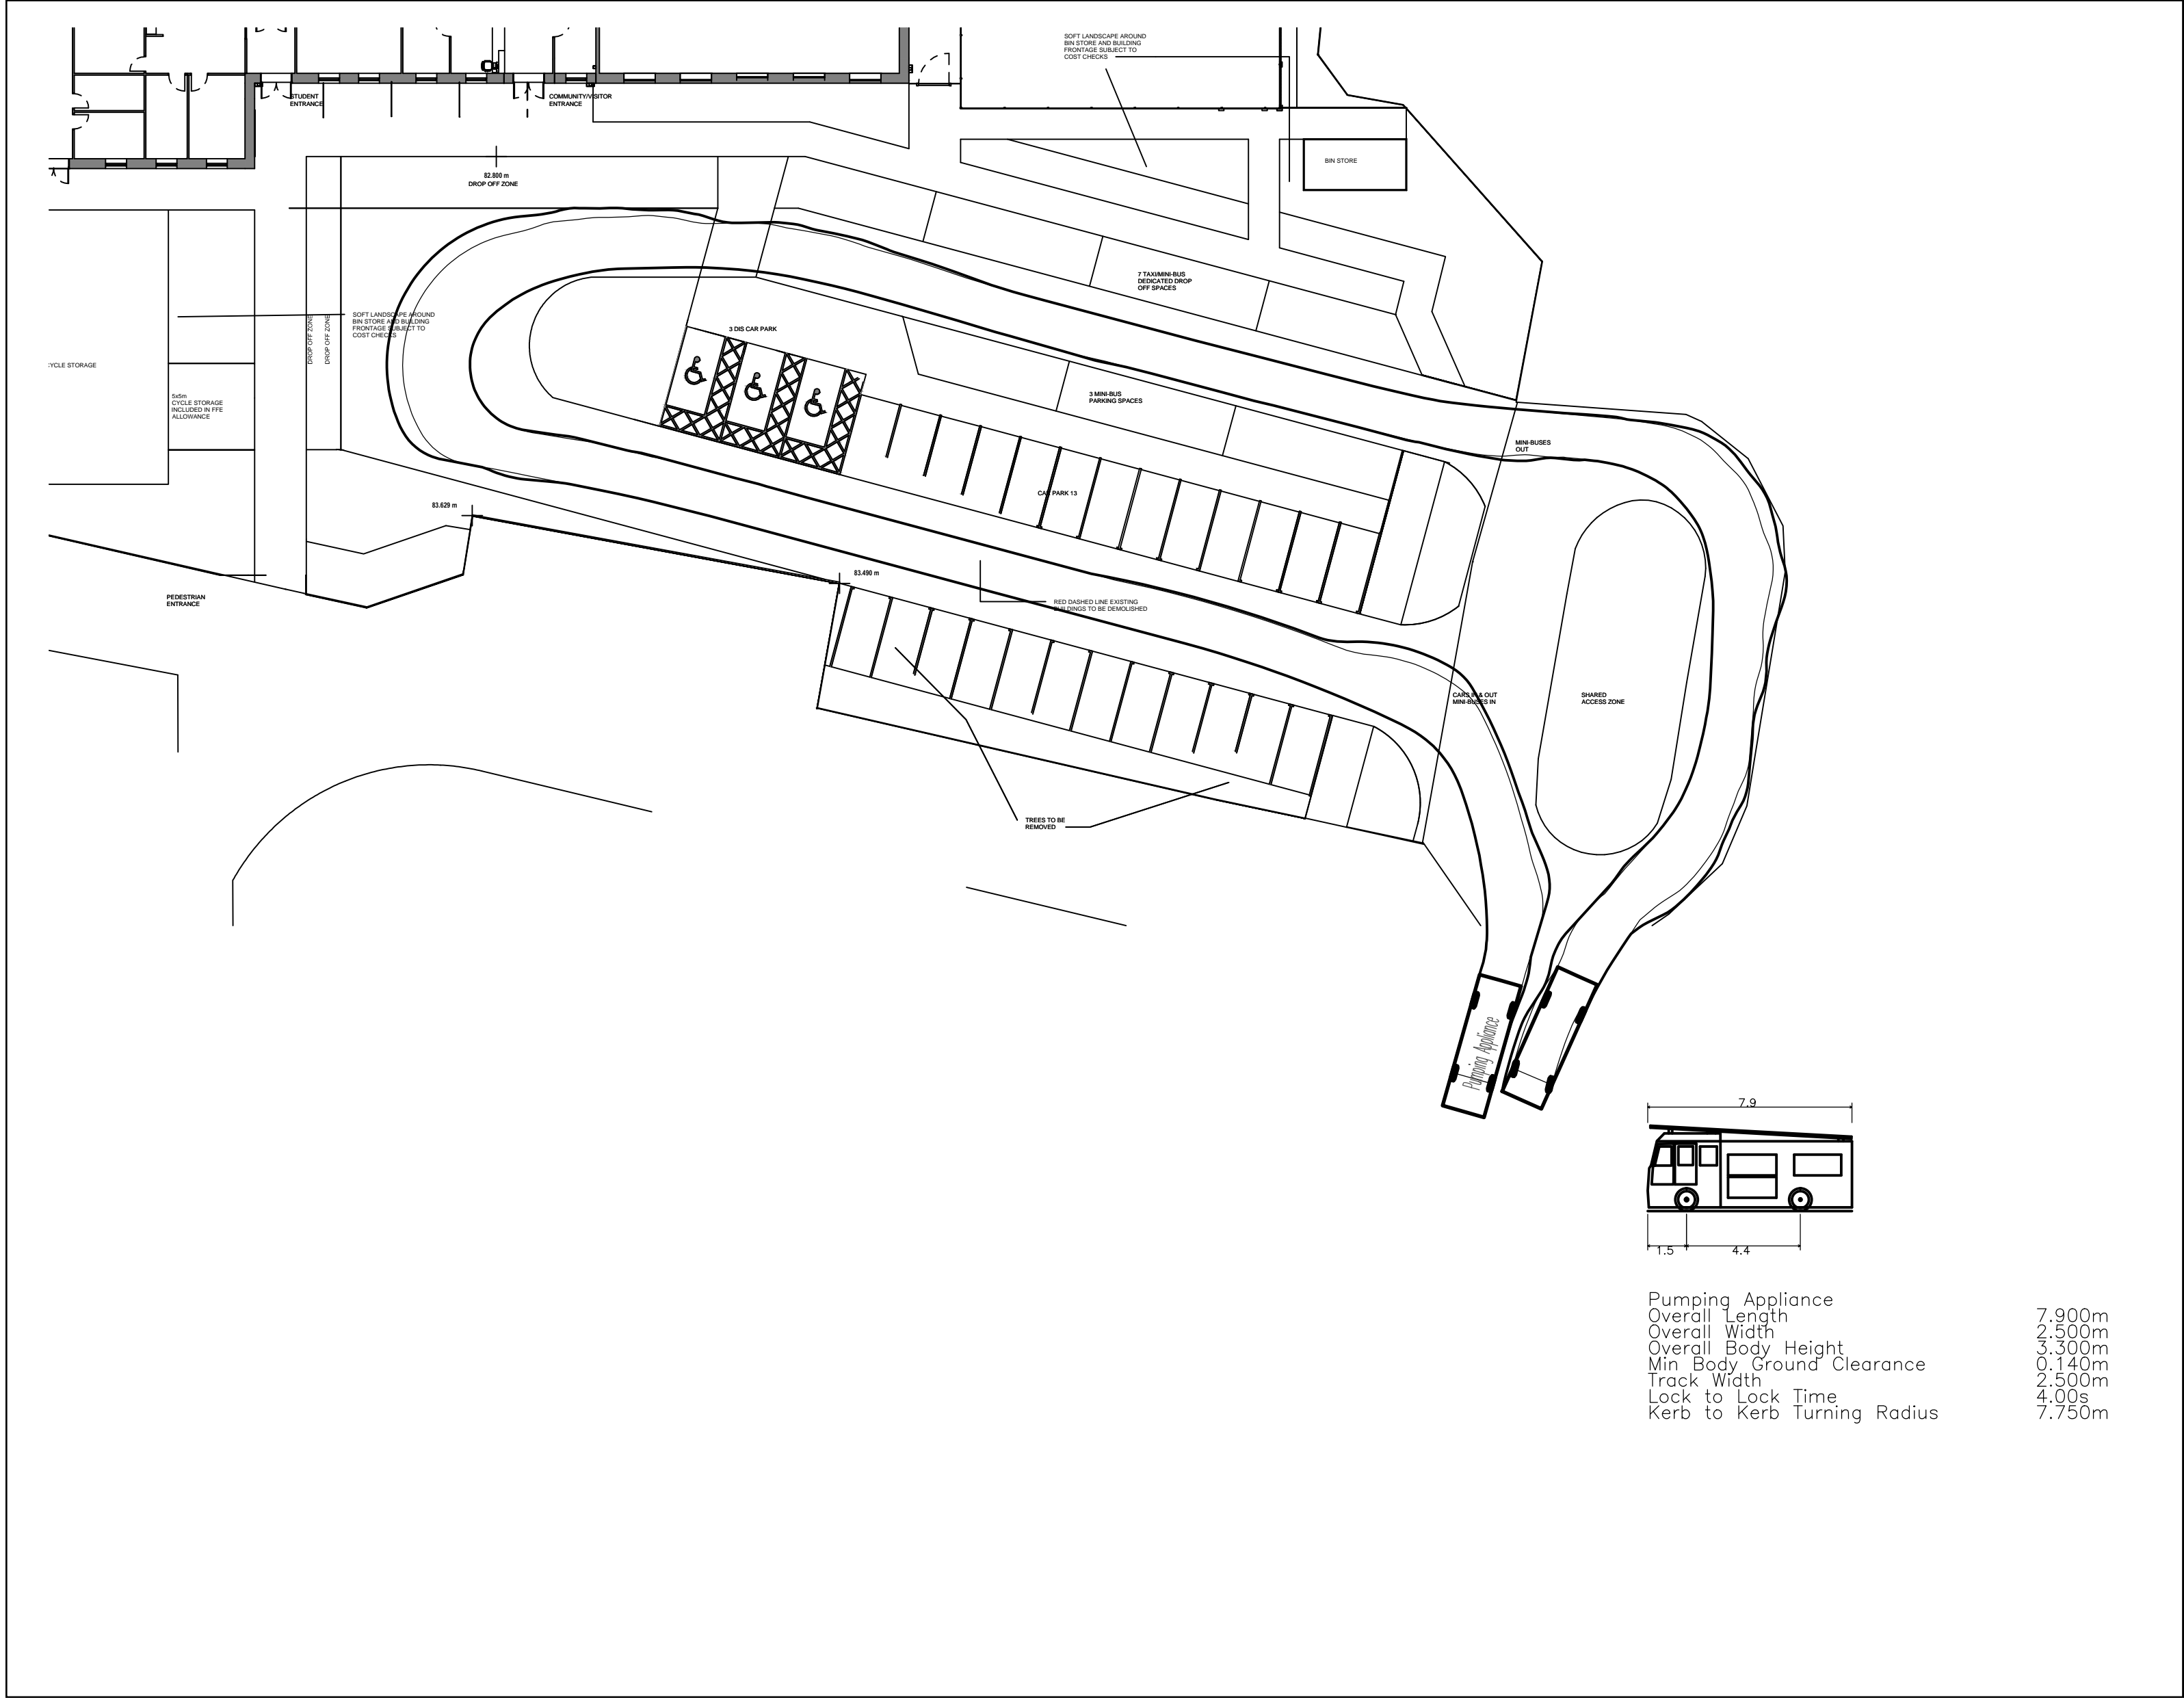 SOFT LANDSCAPE AROUND
BIN STORE AND BUILDING
FRONTAGE SUBJECT TO
COST CHECKS
STUDENT
ENTRANCE
COMMUNITY/VISITOR
ENTRANCE
BIN STORE
82.800 m
DROP OFF ZONE
7 TAXI/MINI-BUS
DEDICATED DROP
OFF SPACES
SOFT LANDSCAPE AROUND
BIN STORE AND BUILDING
FRONTAGE SUBJECT TO
COST CHECKS
DROP OFF ZONE
DROP OFF ZONE
3 DIS CAR PARK
CYCLE STORAGE
5x5m
CYCLE STORAGE
INCLUDED IN FFE
ALLOWANCE
3 MINI-BUS
PARKING SPACES
MINI-BUSES
OUT
CAR PARK 13
83.629 m
83.490 m
PEDESTRIAN
ENTRANCE
RED DASHED LINE EXISTING
BUILDINGS TO BE DEMOLISHED
CARS IN & OUT
MINI-BUSES IN
SHARED
ACCESS ZONE
TREES TO BE
REMOVED
Pumping Appliance
7.9
1.5
4.4
Pumping Appliance
Overall Length 7.900m
Overall Width 2.500m
Overall Body Height 3.300m
Min Body Ground Clearance 0.140m
Track Width 2.500m
Lock to Lock Time 4.00s
Kerb to Kerb Turning Radius 7.750m